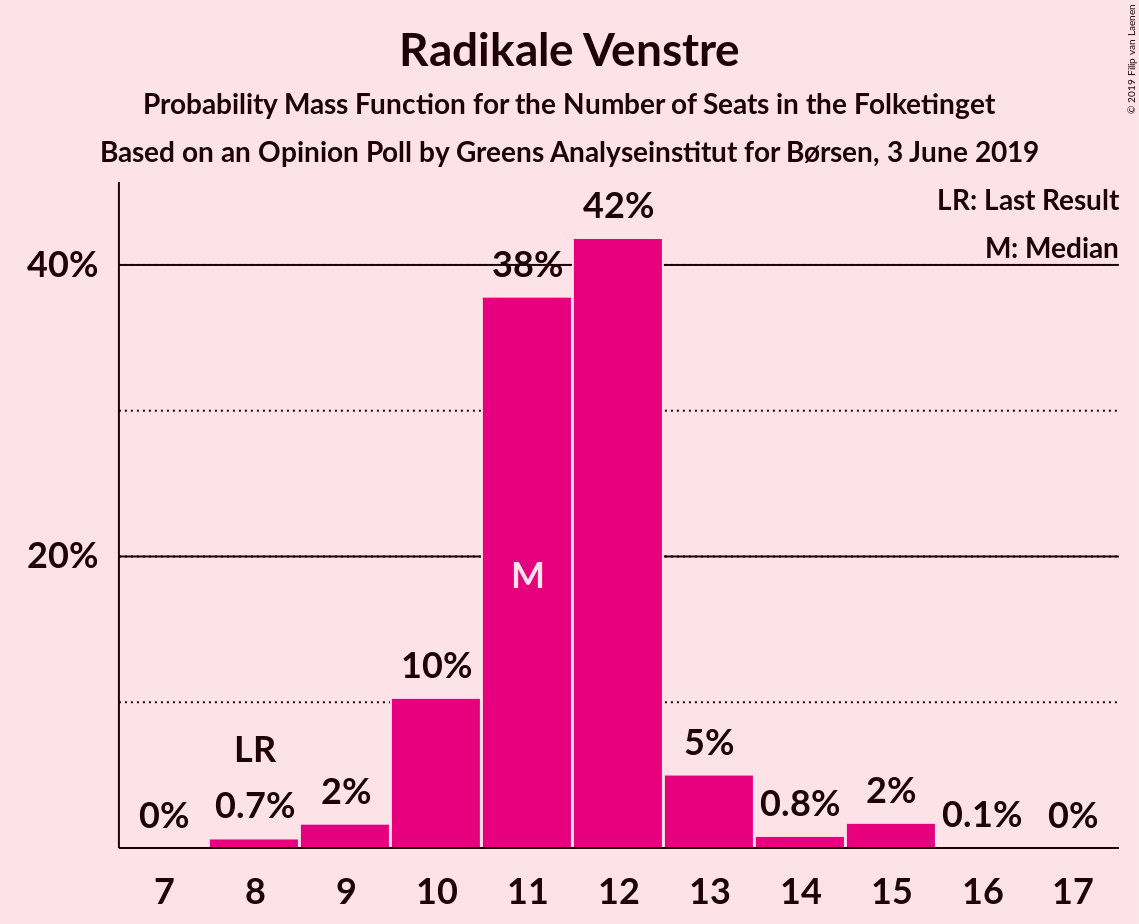 Radikale Venstre
Probability Mass Function for the Number of Seats in the Folketinget
Based on an Opinion Poll by Greens Analyseinstitut for Børsen, 3 June 2019
© 2019 Filip van Laenen
LR: Last Result
M: Median
40%
20%
0%
LR
0.7%
2%
10%
38%
M
42%
5%
0.8%
2%
0.1%
0%
7 8 9 10 11 12 13 14 15 16 17